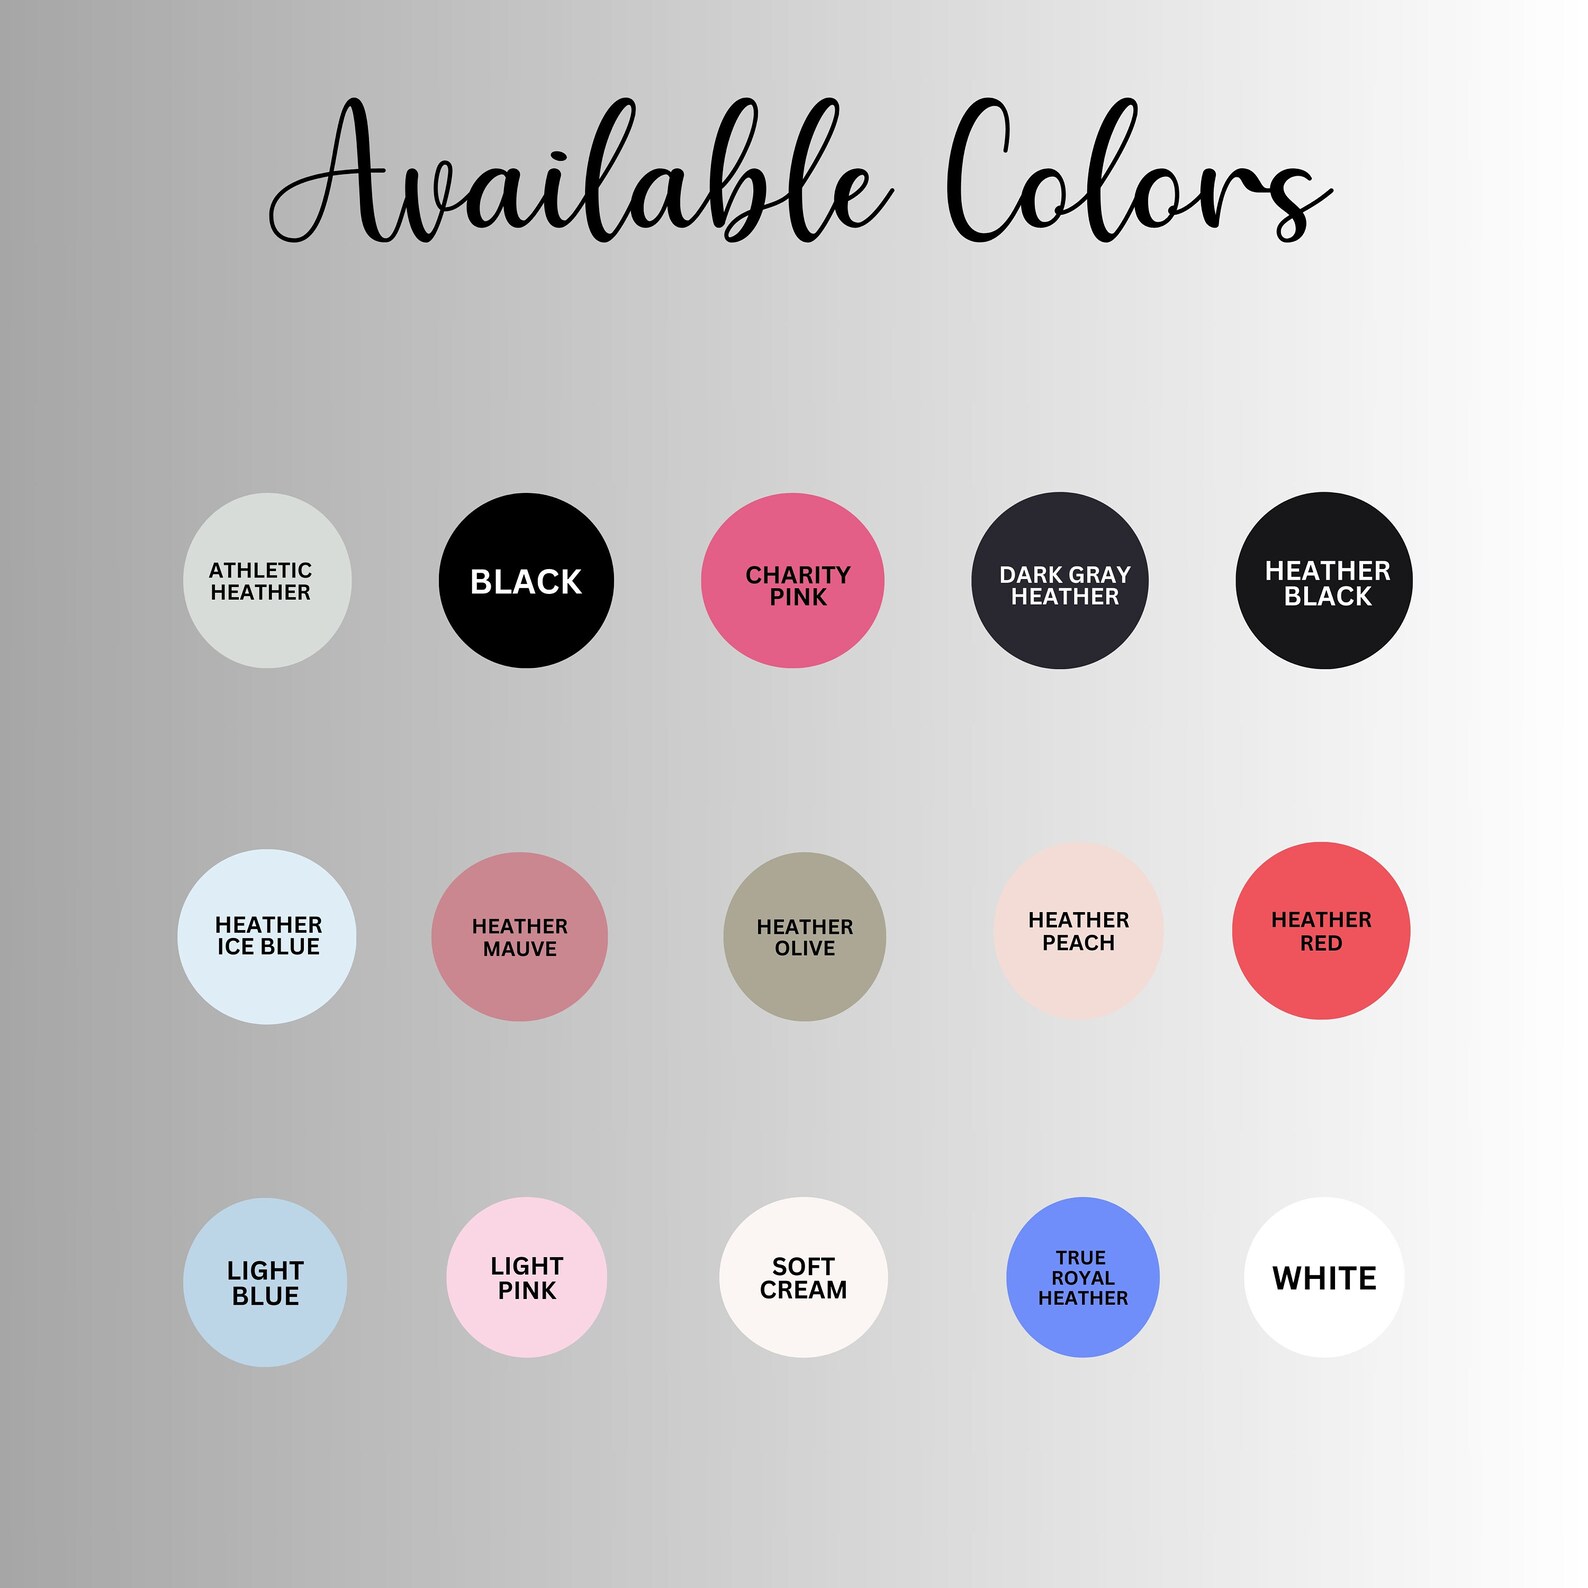 Available Colors
ATHLETIC
HEATHER
BLACK
CHARITY
PINK
DARK GRAY
HEATHER
HEATHER
BLACK
HEATHER
ICE BLUE
HEATHER
MAUVE
HEATHER
OLIVE
HEATHER
PEACH
HEATHER
RED
LIGHT
BLUE
LIGHT
PINK
SOFT
CREAM
TRUE
ROYAL
HEATHER
WHITE